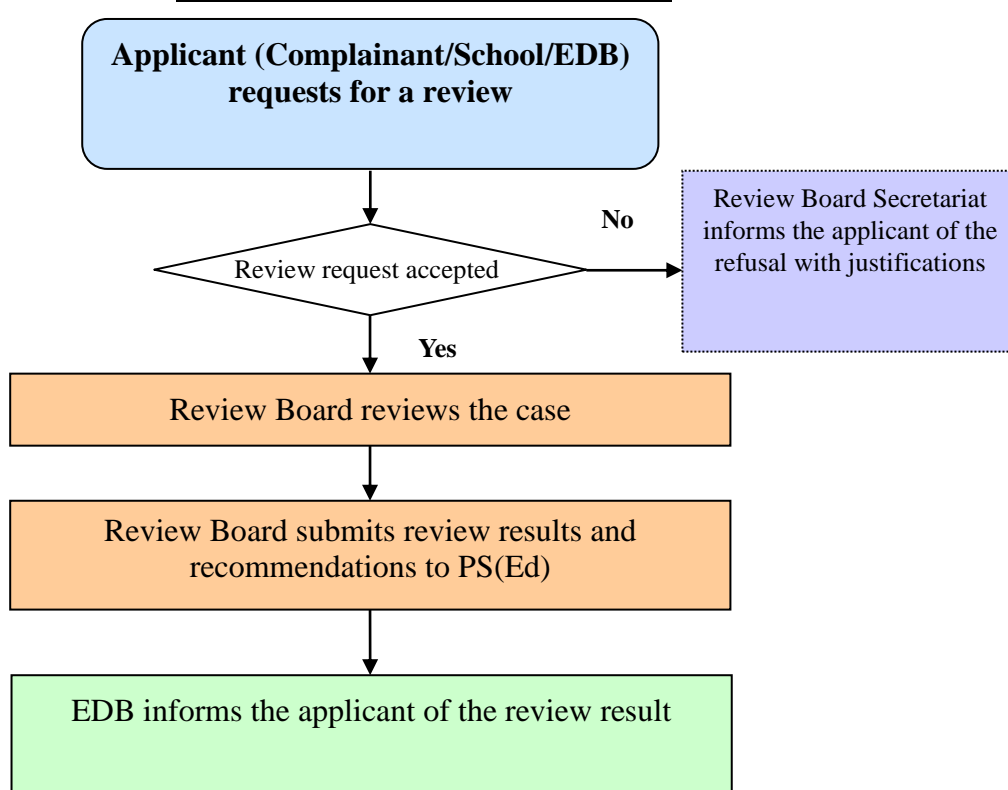 Applicant (Complainant/School/EDB)
requests for a review
No
Review Board Secretariat
informs the applicant of the
refusal with justifications
Review request accepted
Yes
Review Board reviews the case
Review Board submits review results and
recommendations to PS(Ed)
EDB informs the applicant of the review result